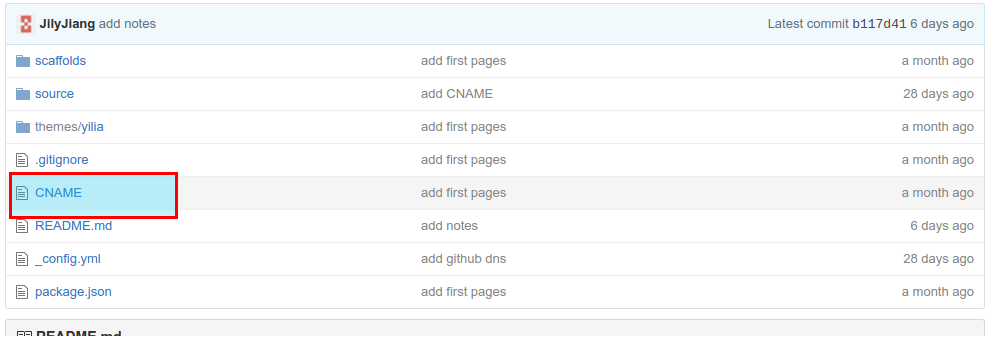 JilyJiang add notes Latest commit b117d41 6 days ago
scaffolds add first pages a month ago
source add CNAME 28 days ago
themes/yilia add first pages a month ago
.gitignore add first pages a month ago
CNAME add first pages a month ago
README.md add notes 6 days ago
_config.yml add github dns 28 days ago
package.json add first pages a month ago
README.md